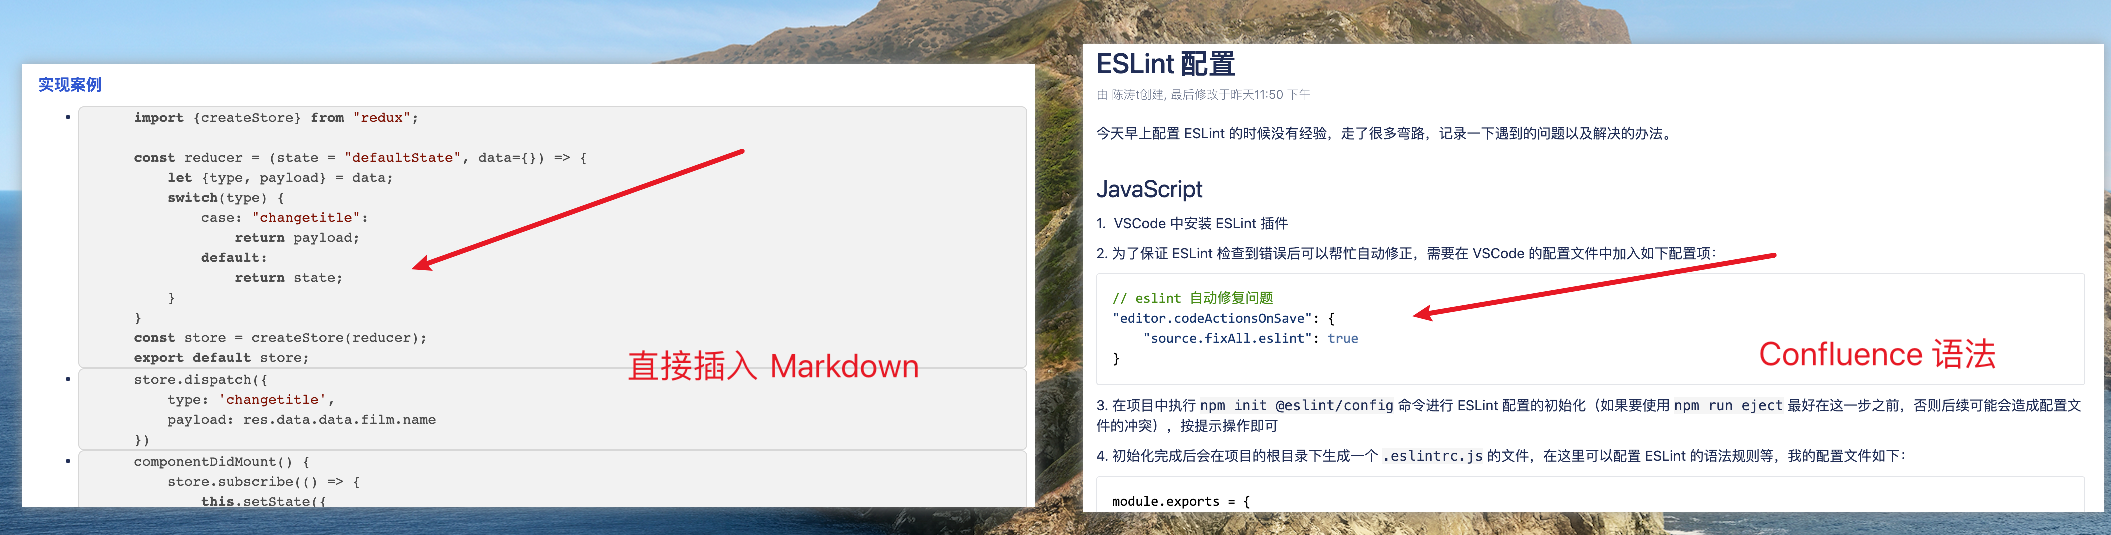 实现案例
import {createStore} from "redux";
const reducer = (state = "defaultState", data={}) => {
let {type, payload} = data;
switch(type) {
case: "changetitle":
return payload;
default:
return state;
}
}
const store = createStore(reducer);
export default store;
直接插入 Markdown
store.dispatch({
type: 'changetitle',
payload: res.data.data.film.name
})
componentDidMount() {
store.subscribe(() => {
this.setState({
ESLint 配置
由 陈涛t创建, 最后修改于昨天11:50 下午
今天早上配置 ESLint 的时候没有经验，走了很多弯路，记录一下遇到的问题以及解决的办法。
JavaScript
1. VSCode 中安装 ESLint 插件
2. 为了保证 ESLint 检查到错误后可以帮忙自动修正，需要在 VSCode 的配置文件中加入如下配置项：
// eslint 自动修复问题
"editor.codeActionsOnSave": {
"source.fixAll.eslint": true
}
Confluence 语法
3. 在项目中执行 npm init @eslint/config 命令进行 ESLint 配置的初始化（如果要使用 npm run eject 最好在这一步之前，否则后续可能会造成配置文
件的冲突），按提示操作即可
4. 初始化完成后会在项目的根目录下生成一个 .eslintrc.js 的文件，在这里可以配置 ESLint 的语法规则等，我的配置文件如下：
module.exports = {